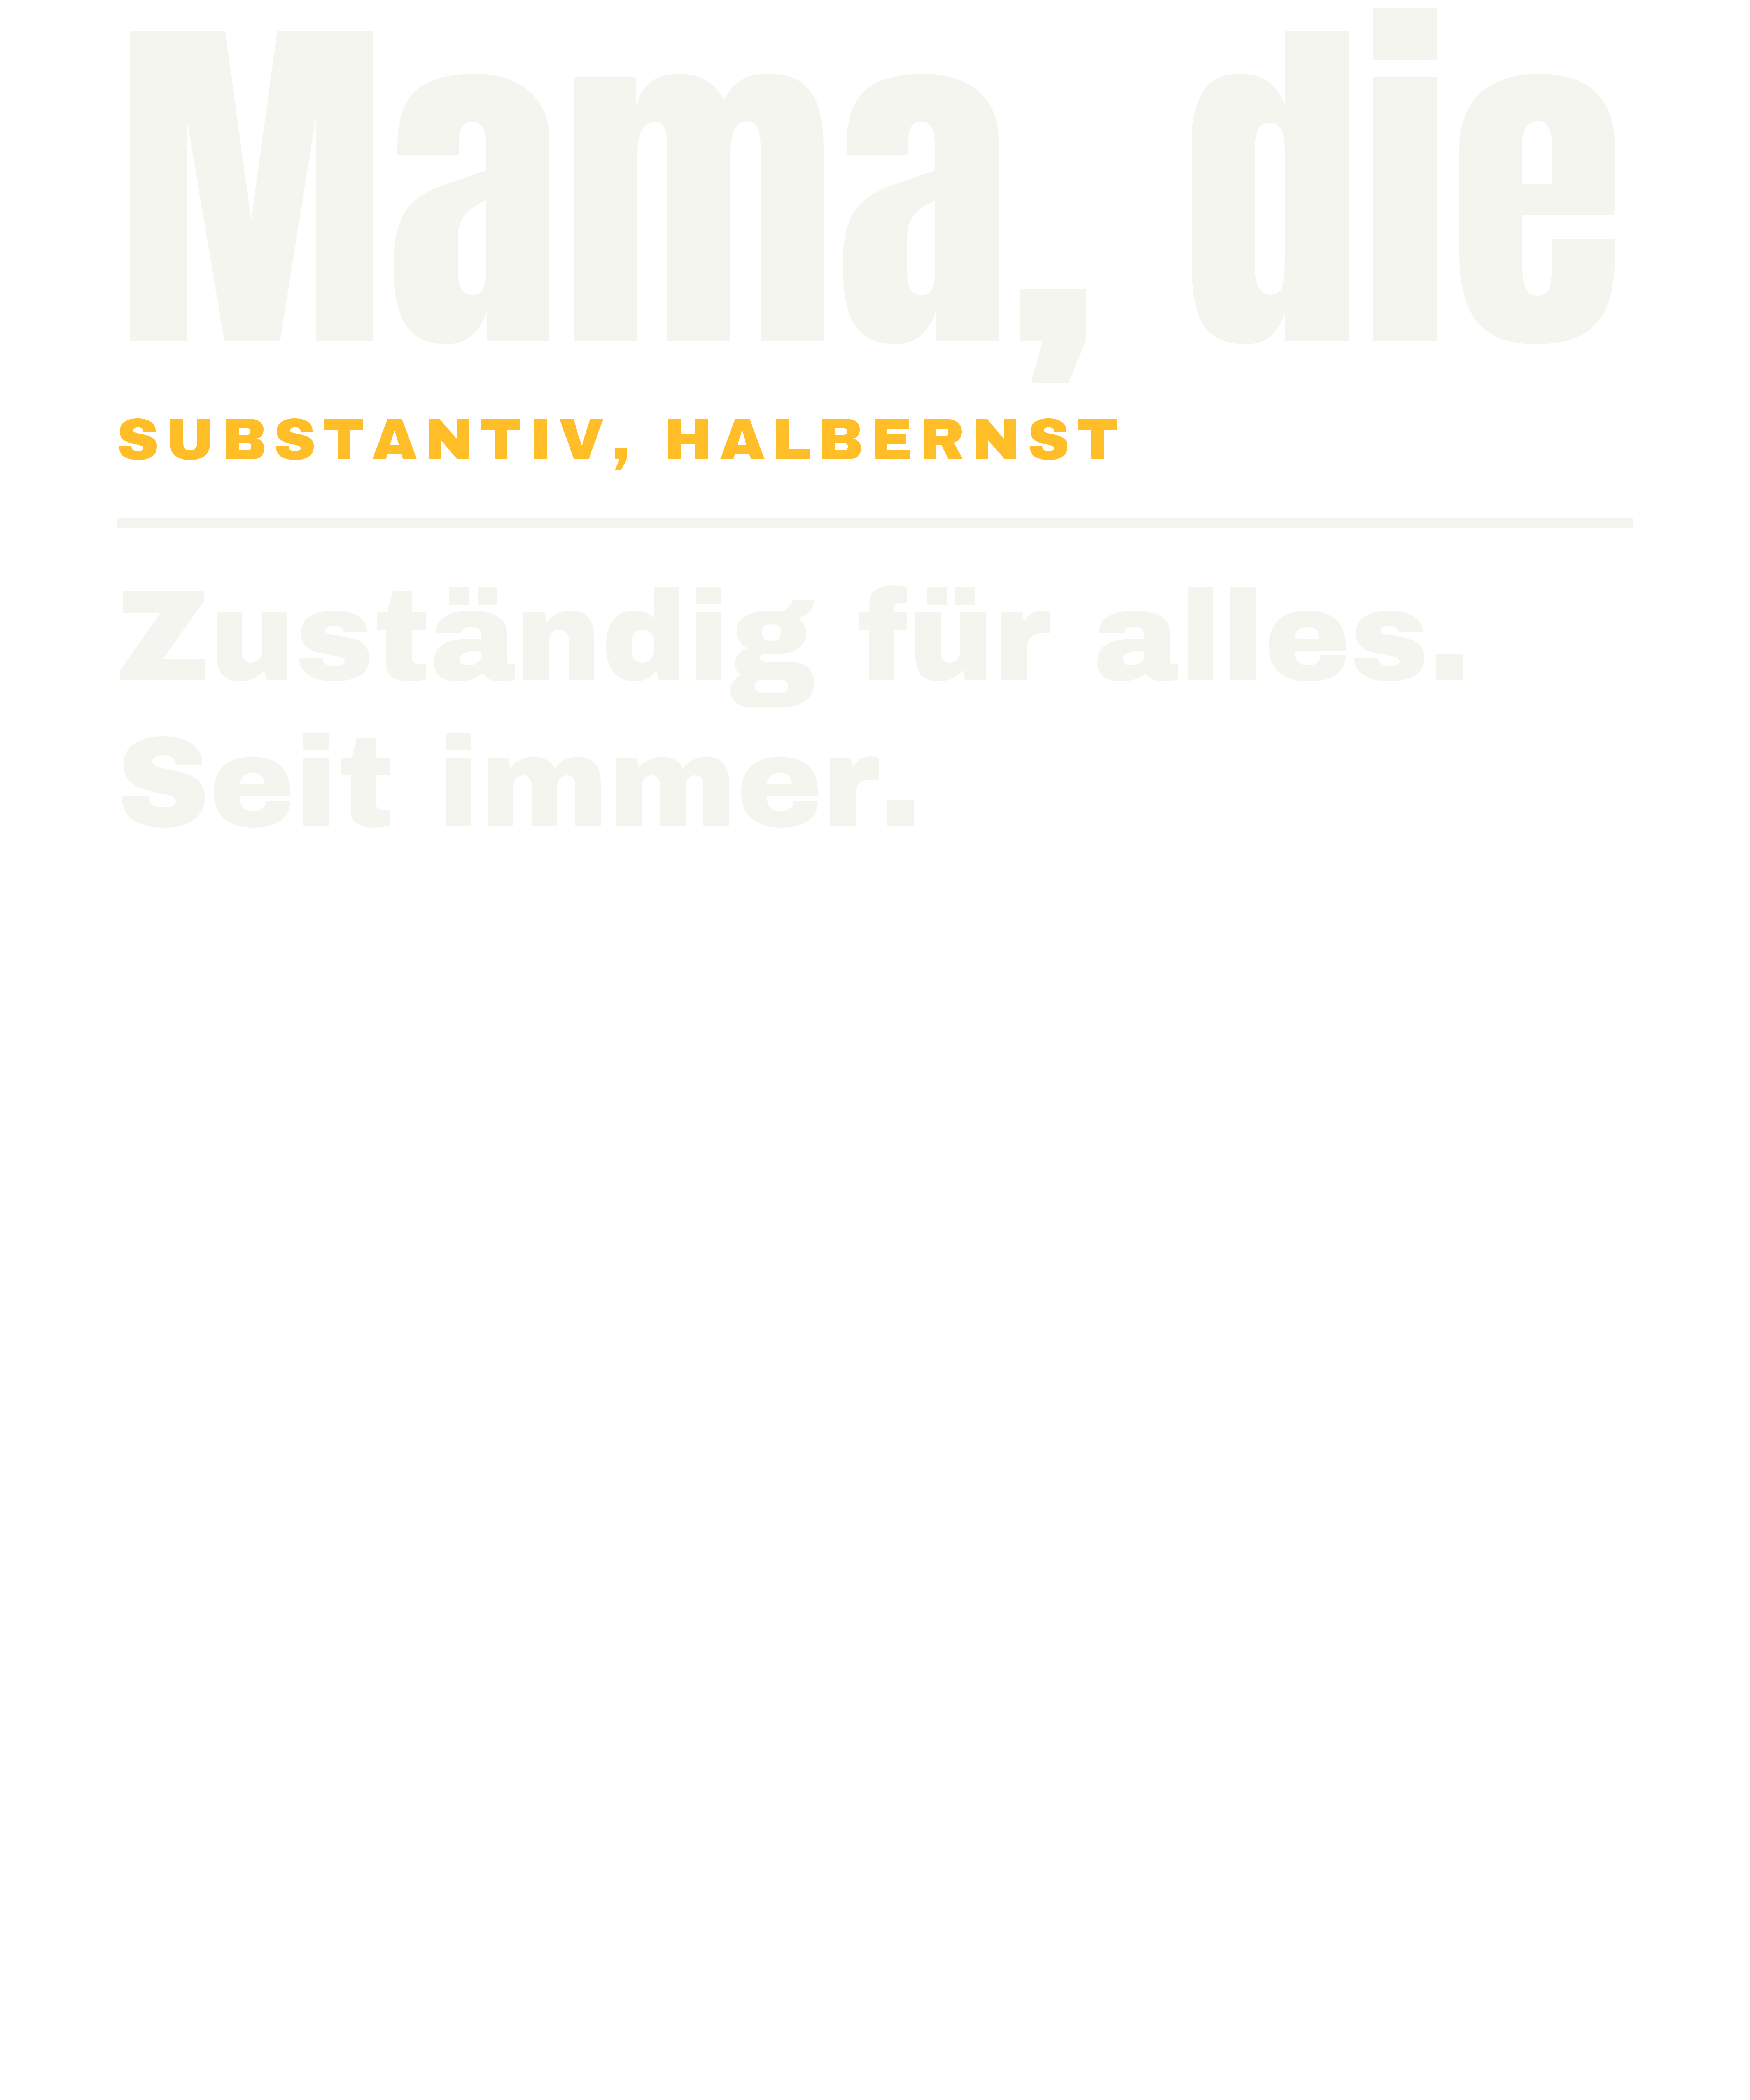 Mama, die
SUBSTANTIV, HALBERNST
Zuständig für alles.
Seit immer.